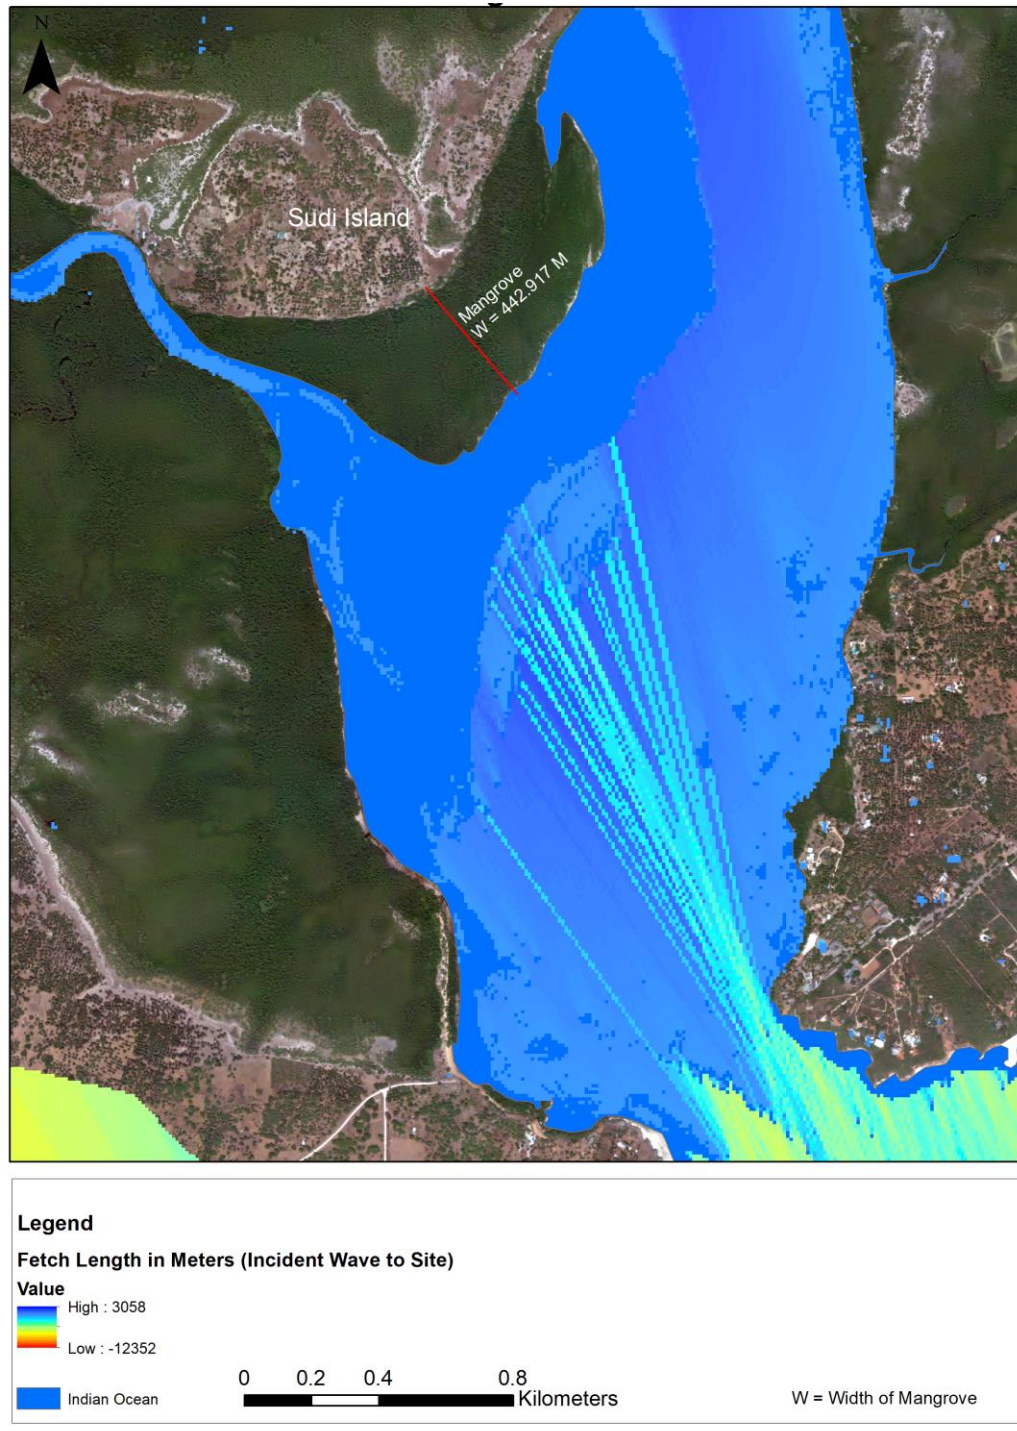 N
Sudi Island
Mangrove
W = 442.917 M
Legend
Fetch Length in Meters (Incident Wave to Site)
Value
High : 3058
Low : -12352
Indian Ocean
0 0.2 0.4 0.8
Kilometers
W = Width of Mangrove